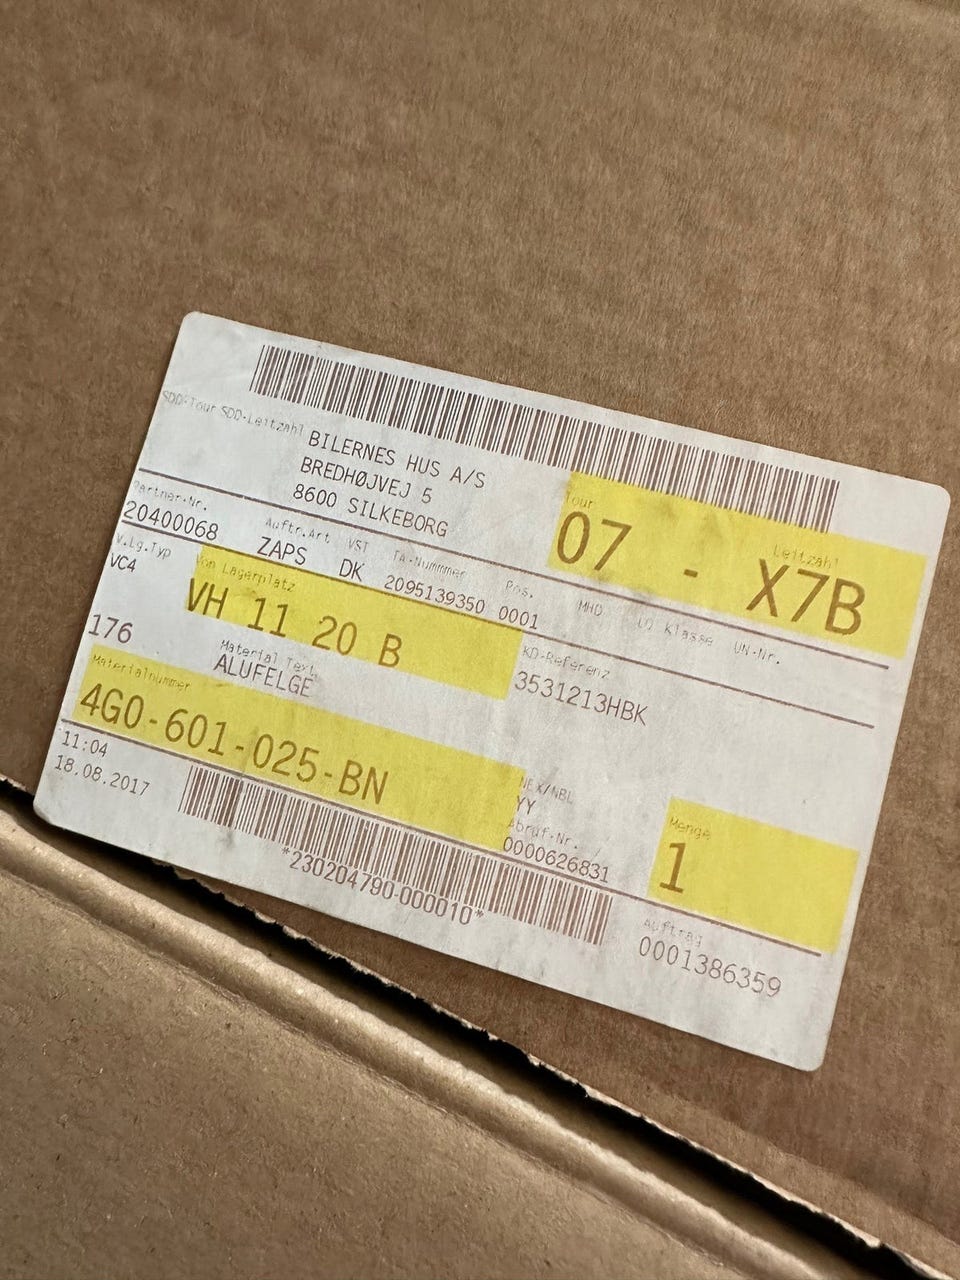 SDD-Tour SDD-Leitzahl
BILERNES HUS A/S
BREDHØJVEJ 5
8600 SILKEBORG
Tour Leitzahl
07 - X7B
Partner-Nr. Auftr.Art VST TA-Nummmer Pos. MHD LQ Klasse UN-Nr.
20400068 ZAPS DK 2095139350 0001
V.Lg.Typ Von Lagerplatz KD-Referenz
VC4 VH 11 20 B 3531213HBK
176 Material Text
ALUFELGE
Materialnummer
4G0-601-025-BN
NEX/NBL
YY
Menge
1
11:04
18.08.2017
Abruf-Nr.
0000626831
*230204790-000010*
Auftrag
0001386359